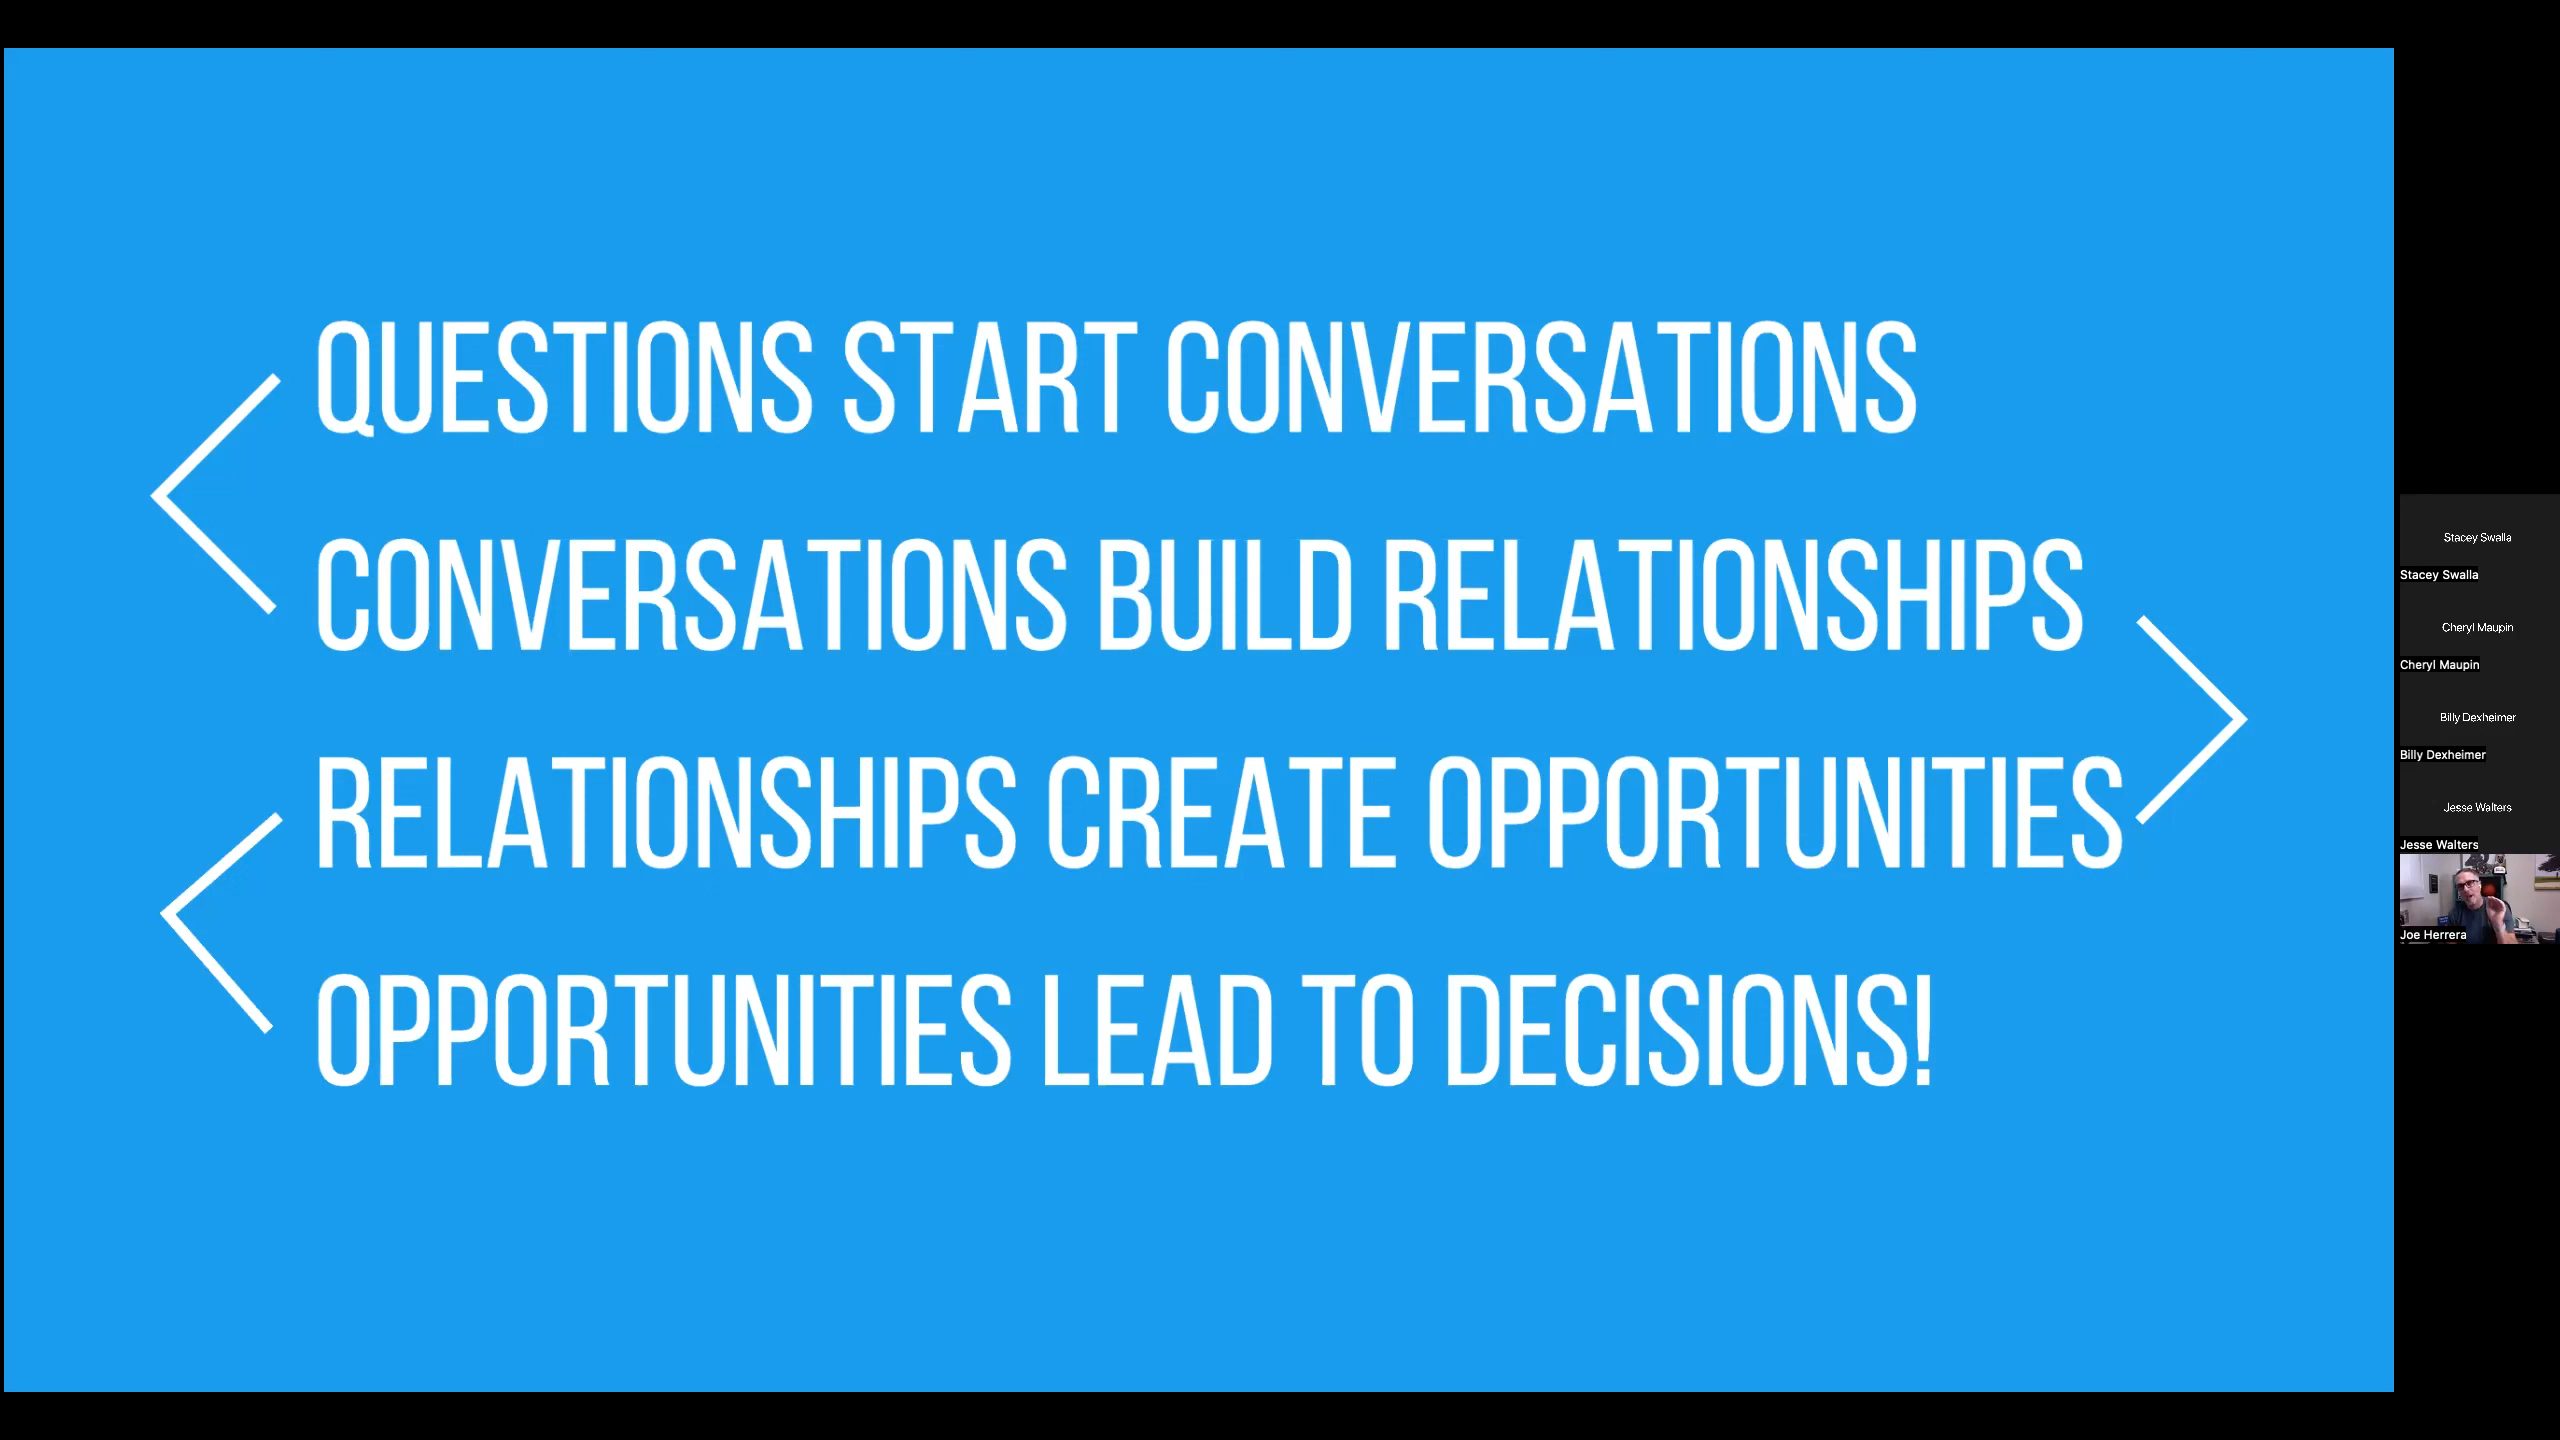 QUESTIONS START CONVERSATIONS
CONVERSATIONS BUILD RELATIONSHIPS
RELATIONSHIPS CREATE OPPORTUNITIES
OPPORTUNITIES LEAD TO DECISIONS!
Stacey Swalla
Stacey Swalla
Cheryl Maupin
Cheryl Maupin
Billy Dexheimer
Billy Dexheimer
Jesse Walters
Jesse Walters
Joe Herrera